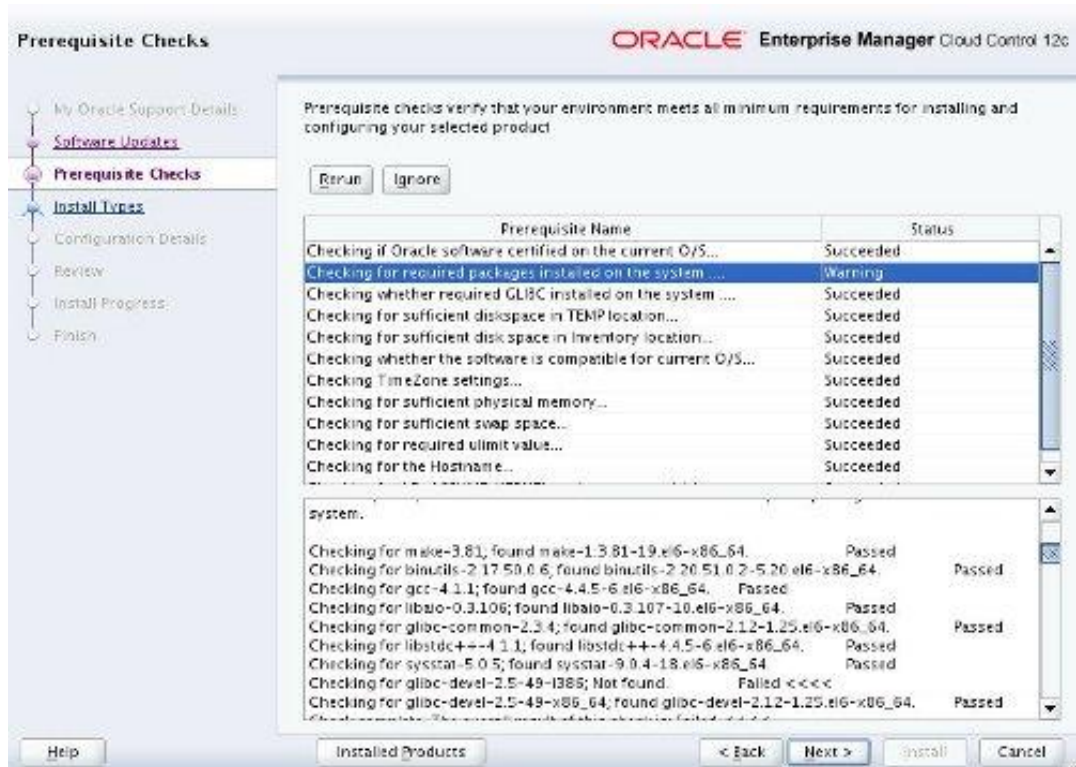 Prerequisite Checks
ORACLE Enterprise Manager Cloud Control 12c
My Oracle Support Details
Software Updates
Prerequisite Checks
Install Types
Configuration Details
Review
Install Progress
Finish
Prerequisite checks verify that your environment meets all minimum requirements for installing and
configuring your selected product
Rerun Ignore
Prerequisite Name Status
Checking if Oracle software certified on the current O/S... Succeeded
Checking for required packages installed on the system .... Warning
Checking whether required GLIBC installed on the system .... Succeeded
Checking for sufficient diskspace in TEMP location... Succeeded
Checking for sufficient disk space in Inventory location... Succeeded
Checking whether the software is compatible for current O/S... Succeeded
Checking TimeZone settings... Succeeded
Checking for sufficient physical memory... Succeeded
Checking for sufficient swap space... Succeeded
Checking for required ulimit value... Succeeded
Checking for the Hostname... Succeeded
system.
Checking for make-3.81; found make-1:3.81-19.el6-x86_64. Passed
Checking for binutils-2.17.50.0.6; found binutils-2.20.51.0.2-5.20.el6-x86_64. Passed
Checking for gcc-4.1.1; found gcc-4.4.5-6.el6-x86_64. Passed
Checking for libaio-0.3.106; found libaio-0.3.107-10.el6-x86_64. Passed
Checking for glibc-common-2.3.4; found glibc-common-2.12-1.25.el6-x86_64. Passed
Checking for libstdc++-4.1.1; found libstdc++-4.4.5-6.el6-x86_64. Passed
Checking for sysstat-5.0.5; found sysstat-9.0.4-18.el6-x86_64. Passed
Checking for glibc-devel-2.5-49-i386; Not found. Failed <<<<
Checking for glibc-devel-2.5-49-x86_64; found glibc-devel-2.12-1.25.el6-x86_64. Passed
Help Installed Products < Back Next > Install Cancel